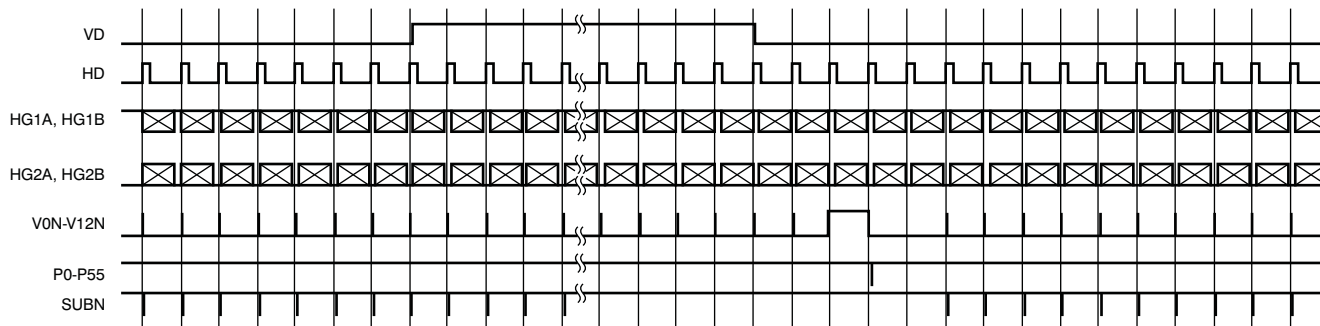 VD
HD
HG1A, HG1B
HG2A, HG2B
V0N-V12N
P0-P55
SUBN